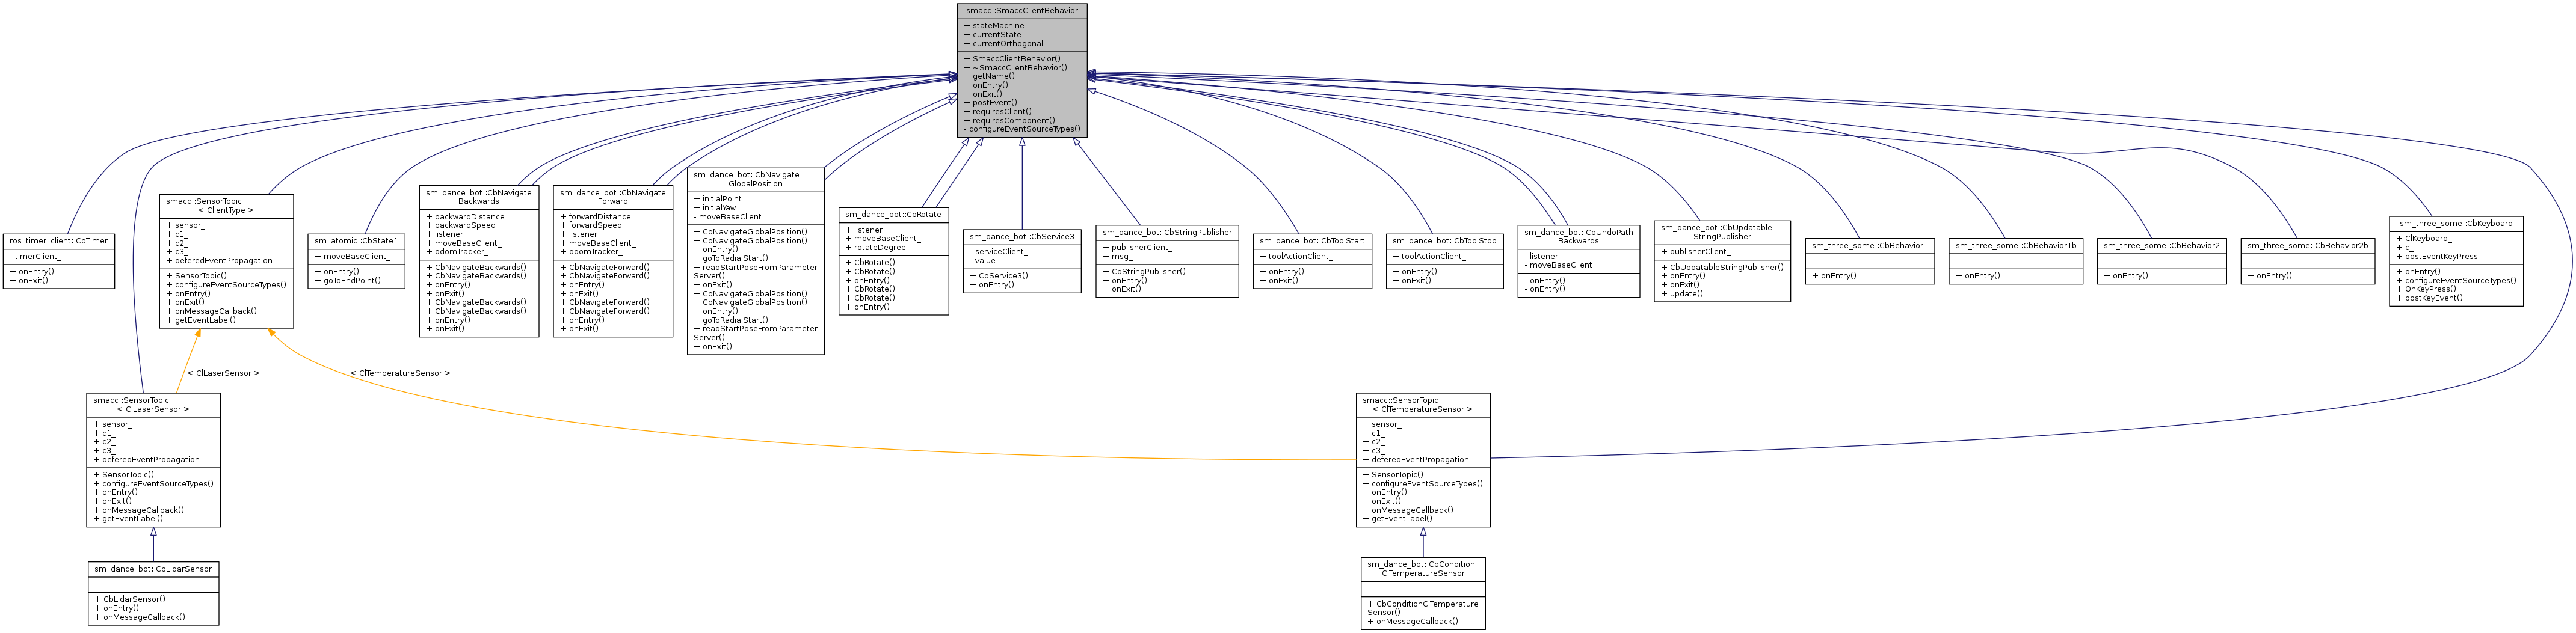 smacc::SmaccClientBehavior
+ stateMachine
+ currentState
+ currentOrthogonal
+ SmaccClientBehavior()
+ ~SmaccClientBehavior()
+ getName()
+ onEntry()
+ onExit()
+ postEvent()
+ requiresClient()
+ requiresComponent()
- configureEventSourceTypes()
ros_timer_client::CbTimer
- timerClient_
+ onEntry()
+ onExit()
smacc::SensorTopic
< ClientType >
+ sensor_
+ c1_
+ c2_
+ c3_
+ deferedEventPropagation
+ SensorTopic()
+ configureEventSourceTypes()
+ onEntry()
+ onExit()
+ onMessageCallback()
+ getEventLabel()
sm_atomic::CbState1
+ moveBaseClient_
+ onEntry()
+ goToEndPoint()
sm_dance_bot::CbNavigate
Backwards
+ backwardDistance
+ backwardSpeed
+ listener
+ moveBaseClient_
+ odomTracker_
+ CbNavigateBackwards()
+ CbNavigateBackwards()
+ onEntry()
+ onExit()
+ CbNavigateBackwards()
+ CbNavigateBackwards()
+ onEntry()
+ onExit()
sm_dance_bot::CbNavigate
Forward
+ forwardDistance
+ forwardSpeed
+ listener
+ moveBaseClient_
+ odomTracker_
+ CbNavigateForward()
+ CbNavigateForward()
+ onEntry()
+ onExit()
+ CbNavigateForward()
+ CbNavigateForward()
+ onEntry()
+ onExit()
sm_dance_bot::CbNavigate
GlobalPosition
+ initialPoint
+ initialYaw
- moveBaseClient_
+ CbNavigateGlobalPosition()
+ CbNavigateGlobalPosition()
+ onEntry()
+ goToRadialStart()
+ readStartPoseFromParameter
Server()
+ onExit()
+ CbNavigateGlobalPosition()
+ CbNavigateGlobalPosition()
+ onEntry()
+ goToRadialStart()
+ readStartPoseFromParameter
Server()
+ onExit()
sm_dance_bot::CbRotate
+ listener
+ moveBaseClient_
+ rotateDegree
+ CbRotate()
+ CbRotate()
+ onEntry()
+ CbRotate()
+ CbRotate()
+ onEntry()
sm_dance_bot::CbService3
- serviceClient_
- value_
+ CbService3()
+ onEntry()
sm_dance_bot::CbStringPublisher
+ publisherClient_
+ msg_
+ CbStringPublisher()
+ onEntry()
+ onExit()
sm_dance_bot::CbToolStart
+ toolActionClient_
+ onEntry()
+ onExit()
sm_dance_bot::CbToolStop
+ toolActionClient_
+ onEntry()
+ onExit()
sm_dance_bot::CbUndoPath
Backwards
- listener
- moveBaseClient_
- onEntry()
- onEntry()
sm_dance_bot::CbUpdatable
StringPublisher
+ publisherClient_
+ CbUpdatableStringPublisher()
+ onEntry()
+ onExit()
+ update()
sm_three_some::CbBehavior1
+ onEntry()
sm_three_some::CbBehavior1b
+ onEntry()
sm_three_some::CbBehavior2
+ onEntry()
sm_three_some::CbBehavior2b
+ onEntry()
sm_three_some::CbKeyboard
+ ClKeyboard_
+ c_
+ postEventKeyPress
+ onEntry()
+ configureEventSourceTypes()
+ OnKeyPress()
+ postKeyEvent()
< ClLaserSensor >
< ClTemperatureSensor >
smacc::SensorTopic
< ClLaserSensor >
+ sensor_
+ c1_
+ c2_
+ c3_
+ deferedEventPropagation
+ SensorTopic()
+ configureEventSourceTypes()
+ onEntry()
+ onExit()
+ onMessageCallback()
+ getEventLabel()
smacc::SensorTopic
< ClTemperatureSensor >
+ sensor_
+ c1_
+ c2_
+ c3_
+ deferedEventPropagation
+ SensorTopic()
+ configureEventSourceTypes()
+ onEntry()
+ onExit()
+ onMessageCallback()
+ getEventLabel()
sm_dance_bot::CbLidarSensor
+ CbLidarSensor()
+ onEntry()
+ onMessageCallback()
sm_dance_bot::CbCondition
ClTemperatureSensor
+ CbConditionClTemperature
Sensor()
+ onMessageCallback()